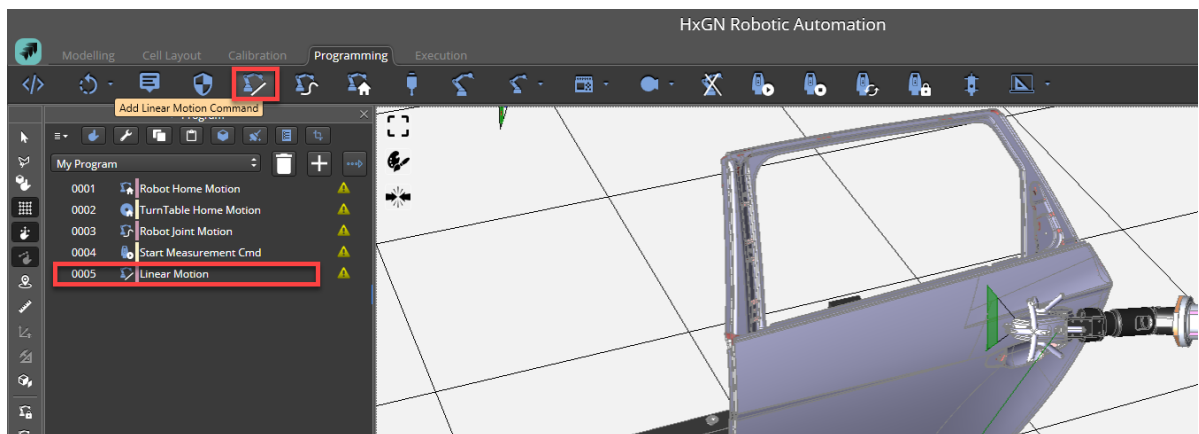 HxGN Robotic Automation
Modelling Cell Layout Calibration Programming Execution
Add Linear Motion Command
Program
My Program
0001 Robot Home Motion
0002 TurnTable Home Motion
0003 Robot Joint Motion
0004 Start Measurement Cmd
0005 Linear Motion